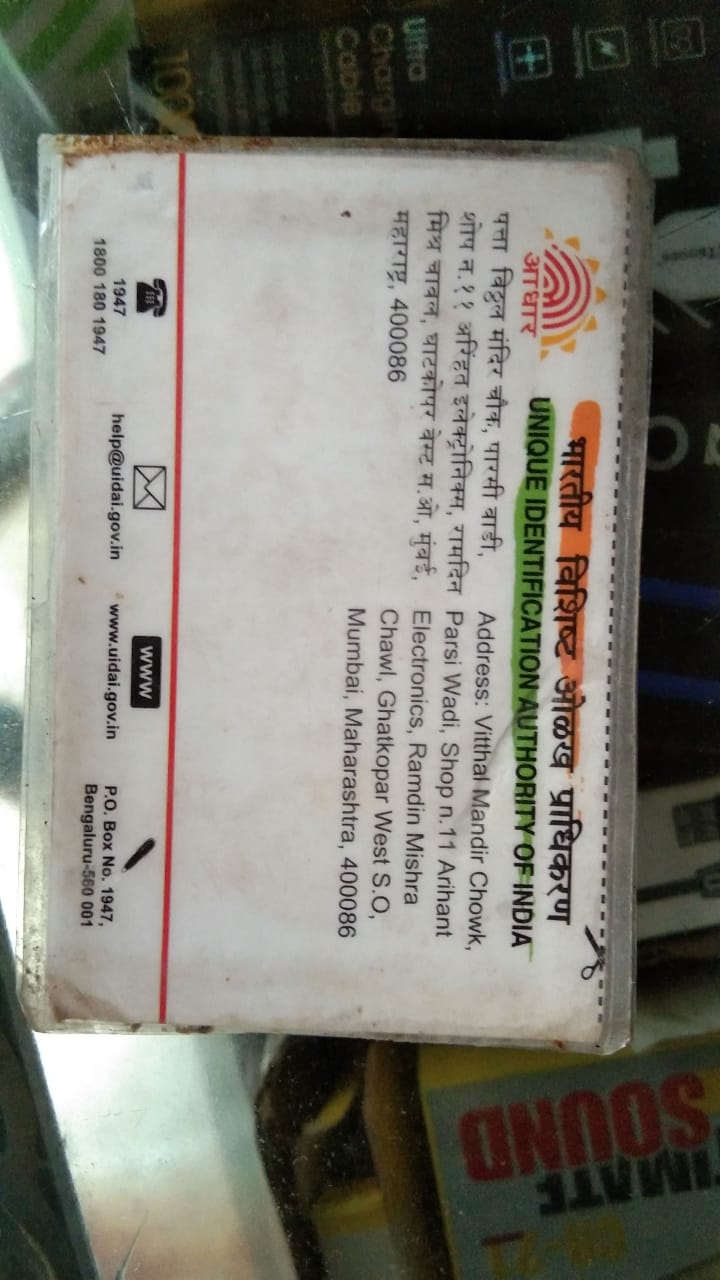 आधार
भारतीय विशिष्ट ओळख प्राधिकरण
UNIQUE IDENTIFICATION AUTHORITY OF INDIA
पत्ता विठ्ठल मंदिर चौक, पारसी वाडी,
शोप न.११ अरिहंत इलेक्ट्रोनिक्स, रामदिन
मिश्र चावल, घाटकोपर वेस्ट स.ओ, मुंबई,
महाराष्ट्र, 400086
Address: Vitthal Mandir Chowk,
Parsi Wadi, Shop n.11 Arihant
Electronics, Ramdin Mishra
Chawl, Ghatkopar West S.O,
Mumbai, Maharashtra, 400086
1947
1800 180 1947
help@uidai.gov.in
www
www.uidai.gov.in
P.O. Box No. 1947,
Bengaluru-560 001
Ultra
Charging
Cable
SOUND